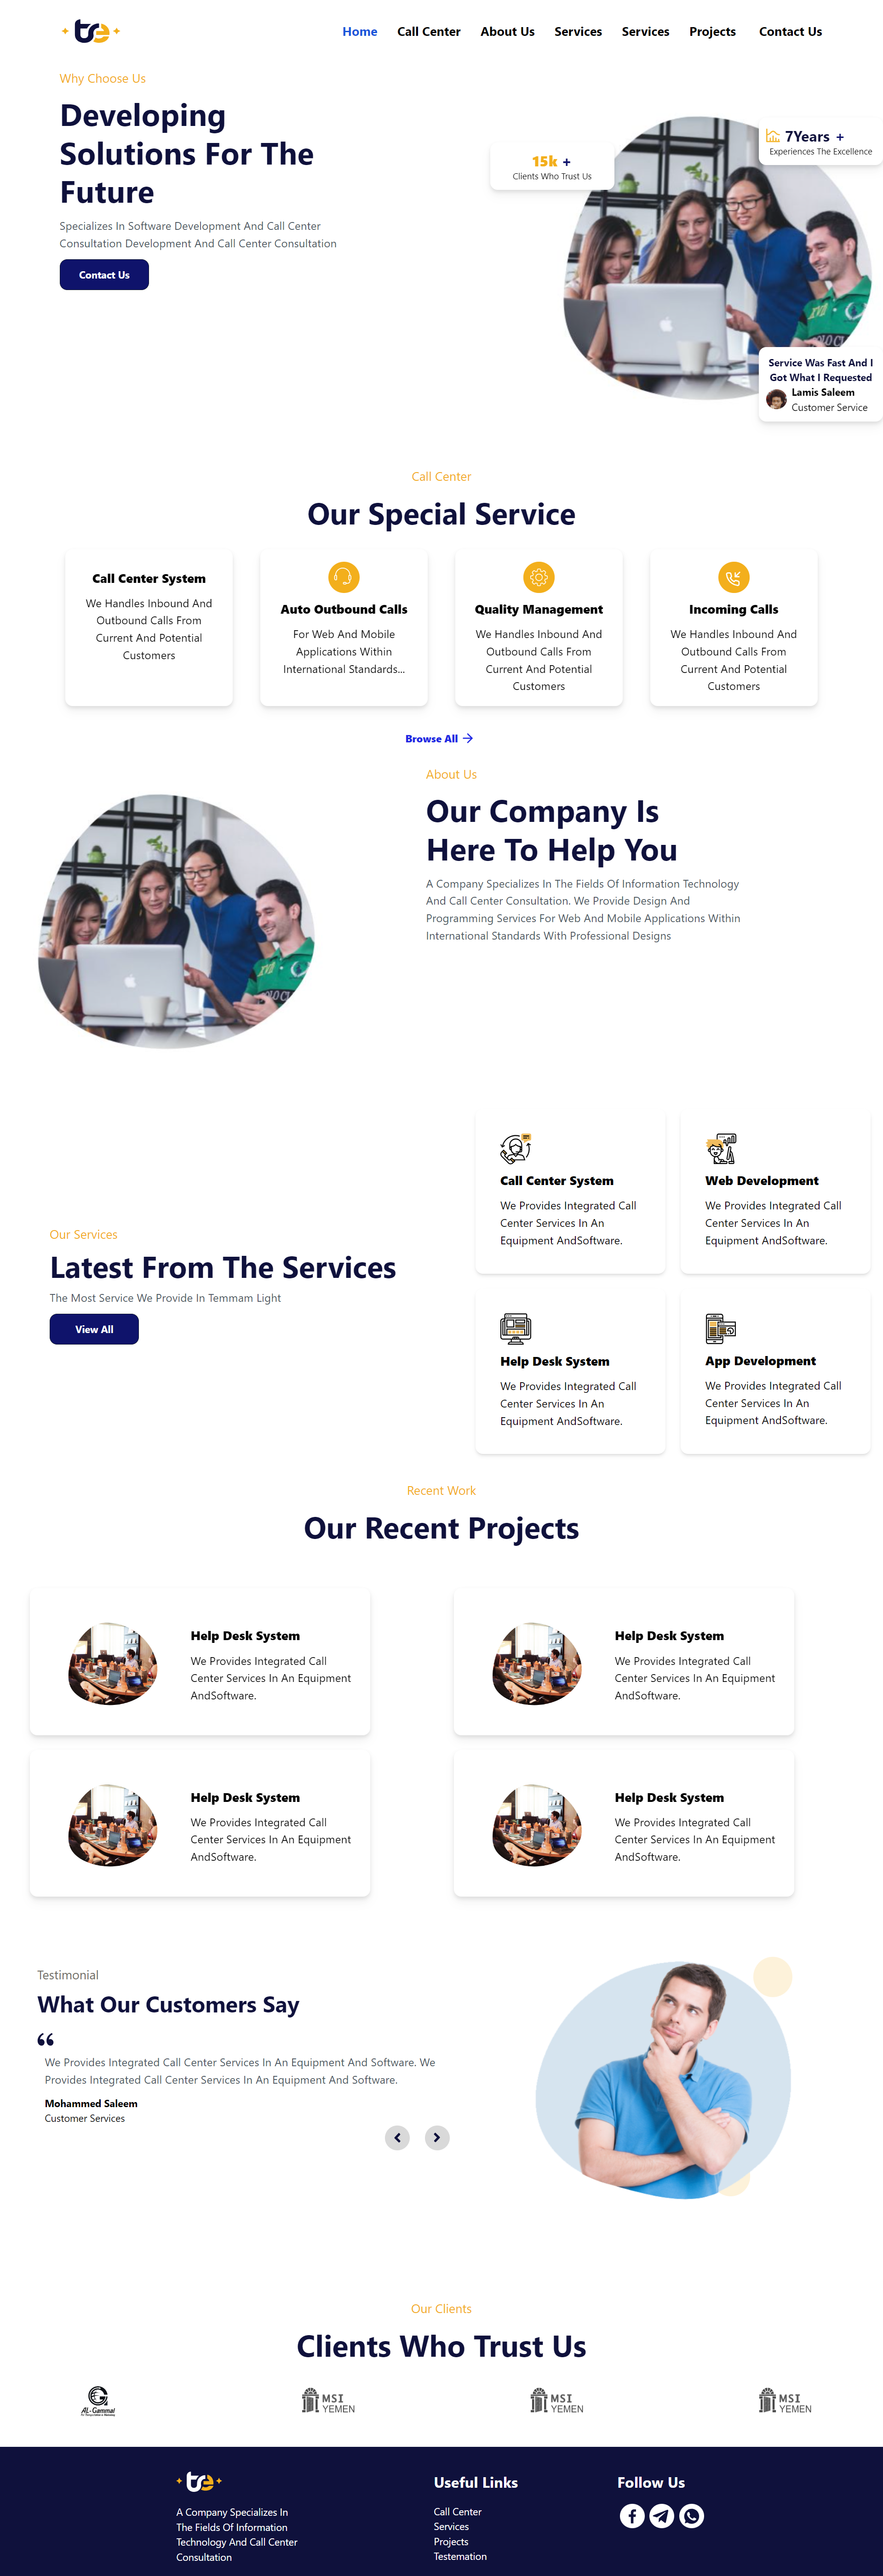 tre
Home Call Center About Us Services Services Projects Contact Us
Why Choose Us
Developing
Solutions For The
Future
Specializes In Software Development And Call Center
Consultation Development And Call Center Consultation
Contact Us
15k +
Clients Who Trust Us
7Years +
Experiences The Excellence
Service Was Fast And I
Got What I Requested
Lamis Saleem
Customer Service
Call Center
Our Special Service
Call Center System
We Handles Inbound And
Outbound Calls From
Current And Potential
Customers
Auto Outbound Calls
For Web And Mobile
Applications Within
International Standards...
Quality Management
We Handles Inbound And
Outbound Calls From
Current And Potential
Customers
Incoming Calls
We Handles Inbound And
Outbound Calls From
Current And Potential
Customers
Browse All
About Us
Our Company Is
Here To Help You
A Company Specializes In The Fields Of Information Technology
And Call Center Consultation. We Provide Design And
Programming Services For Web And Mobile Applications Within
International Standards With Professional Designs
Our Services
Latest From The Services
The Most Service We Provide In Temmam Light
View All
Call Center System
We Provides Integrated Call
Center Services In An
Equipment AndSoftware.
Web Development
We Provides Integrated Call
Center Services In An
Equipment AndSoftware.
Help Desk System
We Provides Integrated Call
Center Services In An
Equipment AndSoftware.
App Development
We Provides Integrated Call
Center Services In An
Equipment AndSoftware.
Recent Work
Our Recent Projects
Help Desk System
We Provides Integrated Call
Center Services In An Equipment
AndSoftware.
Help Desk System
We Provides Integrated Call
Center Services In An Equipment
AndSoftware.
Help Desk System
We Provides Integrated Call
Center Services In An Equipment
AndSoftware.
Help Desk System
We Provides Integrated Call
Center Services In An Equipment
AndSoftware.
Testimonial
What Our Customers Say
“
We Provides Integrated Call Center Services In An Equipment And Software. We
Provides Integrated Call Center Services In An Equipment And Software.
Mohammed Saleem
Customer Services
Our Clients
Clients Who Trust Us
AL-Gammal
MSI
YEMEN
MSI
YEMEN
MSI
YEMEN
tre
A Company Specializes In
The Fields Of Information
Technology And Call Center
Consultation
Useful Links
Call Center
Services
Projects
Testemation
Follow Us